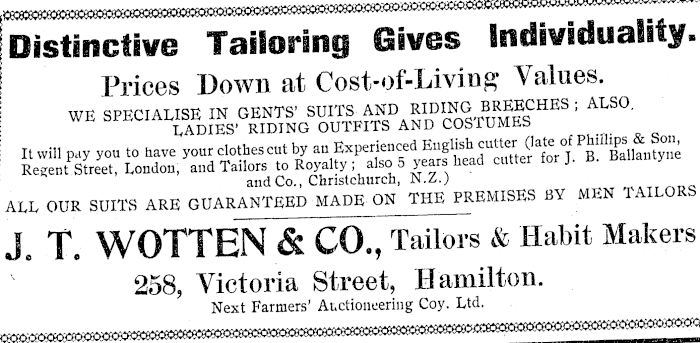 Distinctive Tailoring Gives Individuality.
Prices Down at Cost-of-Living Values.
WE SPECIALISE IN GENTS' SUITS AND RIDING BREECHES; ALSO,
LADIES' RIDING OUTFITS AND COSTUMES
It will pay you to have your clothes cut by an Experienced English cutter (late of Phillips & Son,
Regent Street, London, and Tailors to Royalty; also 5 years head cutter for J. B. Ballantyne
and Co., Christchurch, N.Z.)
ALL OUR SUITS ARE GUARANTEED MADE ON THE PREMISES BY MEN TAILORS
J. T. WOTTEN & CO., Tailors & Habit Makers
258, Victoria Street, Hamilton.
Next Farmers' Auctioneering Coy. Ltd.